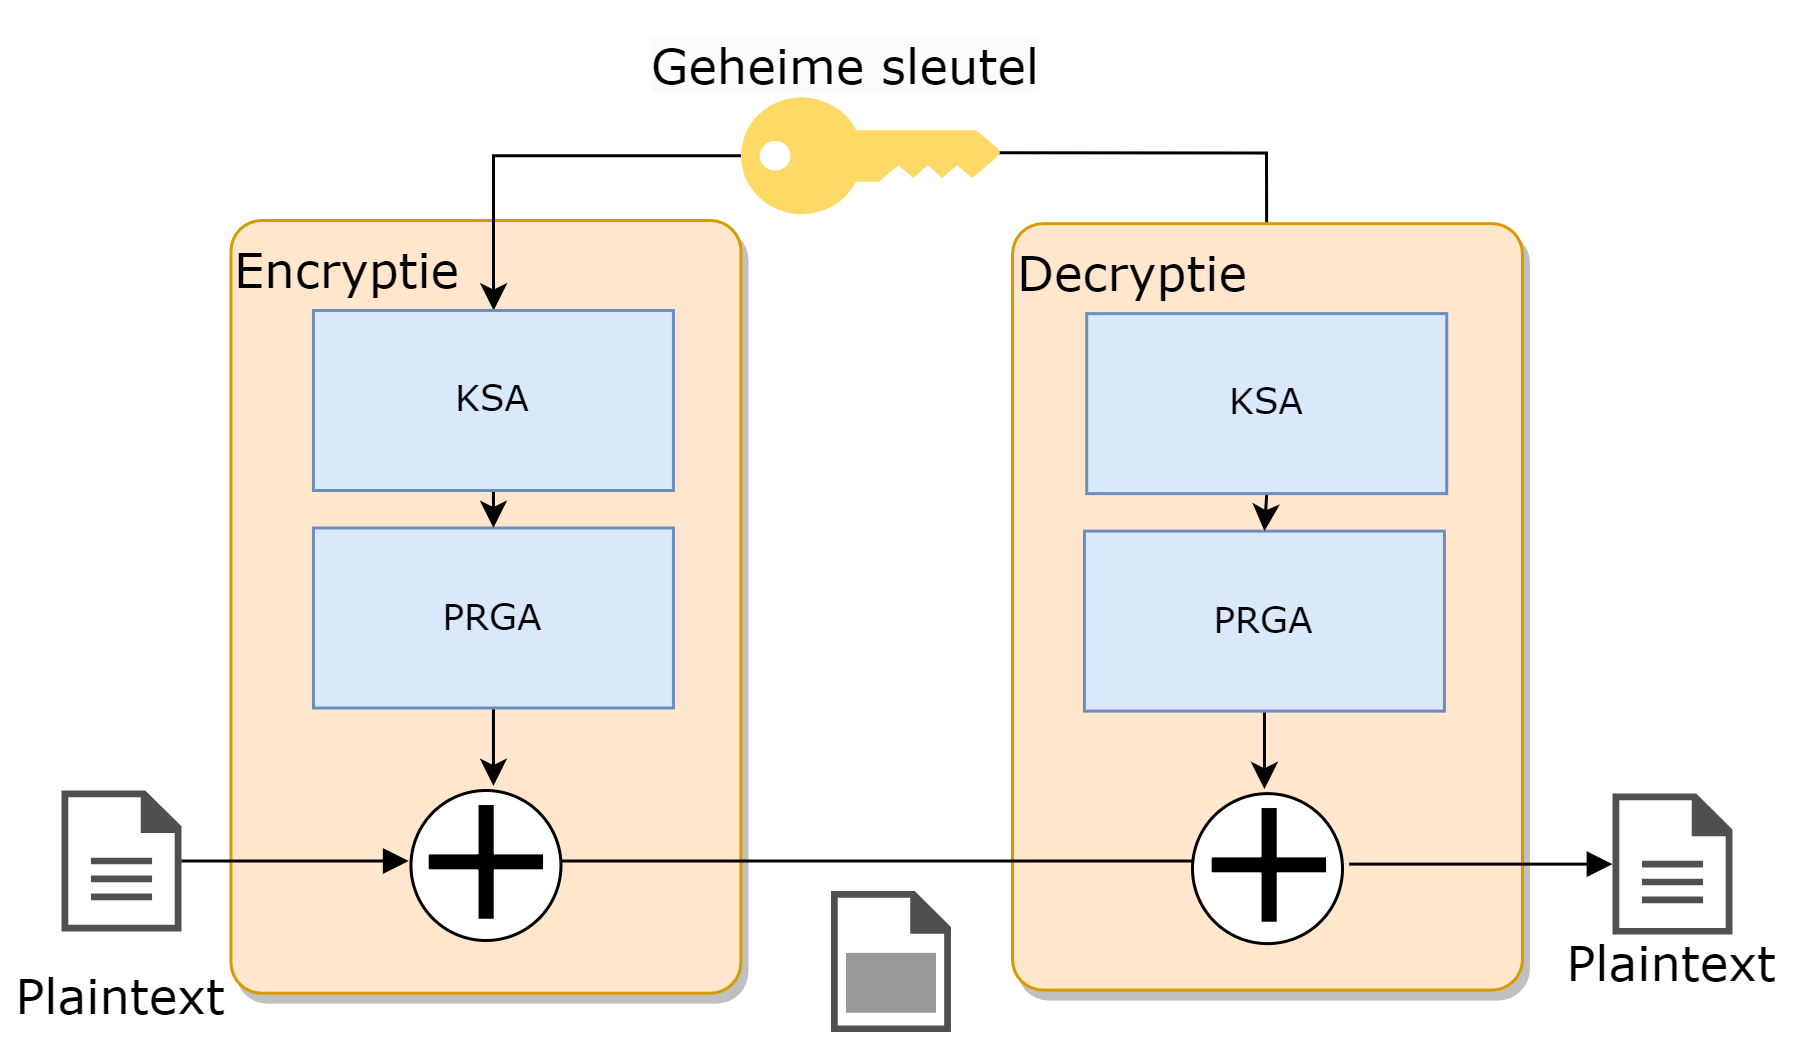 Geheime sleutel
Encryptie
Decryptie
KSA
KSA
PRGA
PRGA
Plaintext
Plaintext